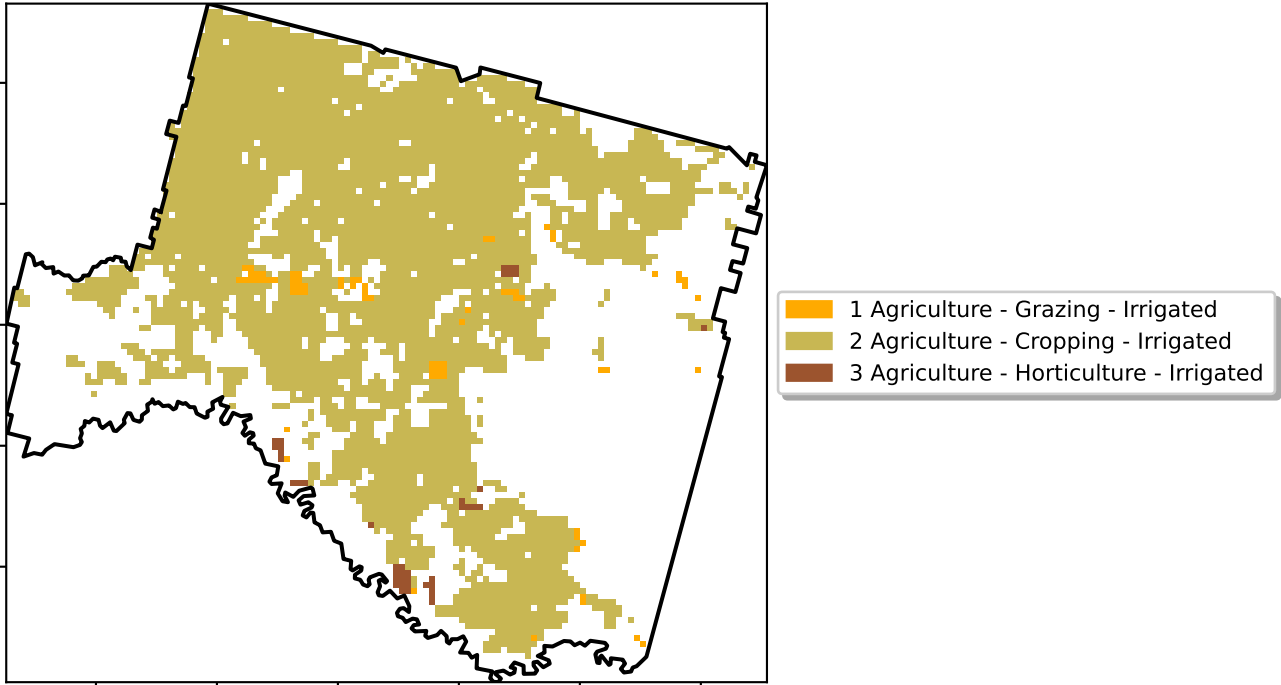 1 Agriculture - Grazing - Irrigated
2 Agriculture - Cropping - Irrigated
3 Agriculture - Horticulture - Irrigated